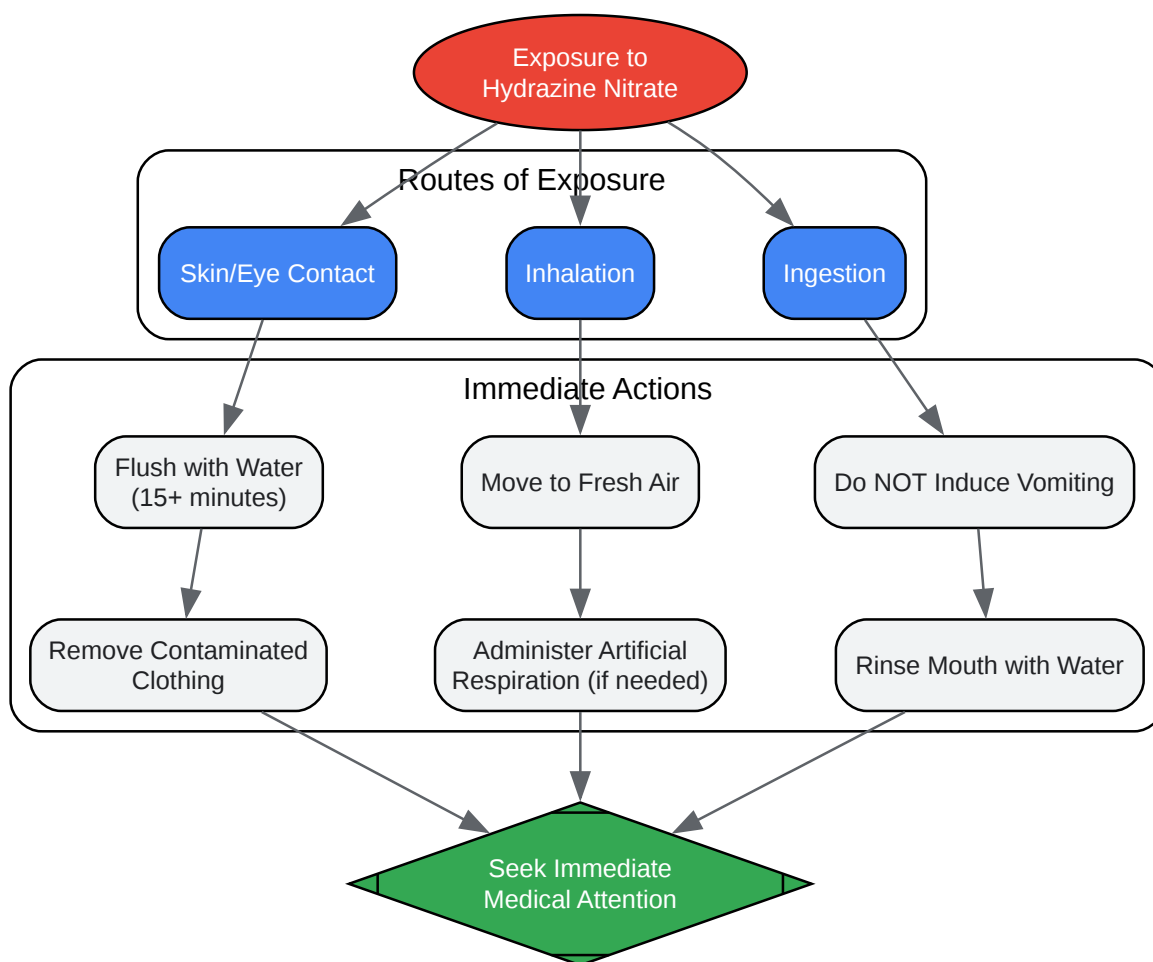 Exposure to
Hydrazine Nitrate
Routes of Exposure
Skin/Eye Contact
Inhalation
Ingestion
Immediate Actions
Flush with Water
(15+ minutes)
Move to Fresh Air
Do NOT Induce Vomiting
Remove Contaminated
Clothing
Administer Artificial
Respiration (if needed)
Rinse Mouth with Water
Seek Immediate
Medical Attention